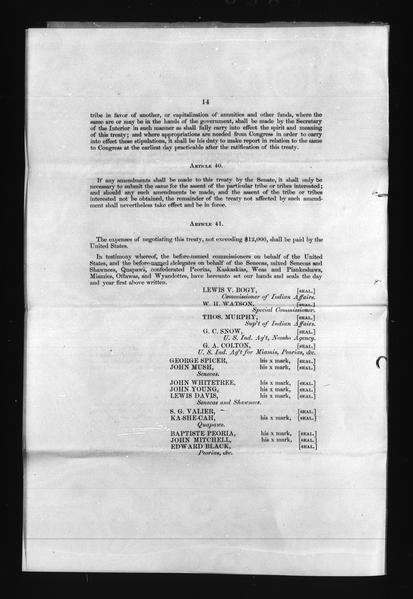 14
tribe in favor of another, or capitalization of annuities and other funds, where the
same are or may be in the hands of the government, shall be made by the Secretary
of the Interior in such manner as shall fully carry into effect the spirit and meaning
of this treaty; and where appropriations are needed from Congress in order to carry
into effect these stipulations, it shall be his duty to make report in relation to the same
to Congress at the earliest day practicable after the ratification of this treaty.
ARTICLE 40.
If any amendments shall be made to this treaty by the Senate, it shall only be
necessary to submit the same for the assent of the particular tribe or tribes interested;
and should any such amendments be made, and the assent of the tribe or tribes
interested not be obtained, the remainder of the treaty not affected by such amend-
ment shall nevertheless take effect and be in force.
ARTICLE 41.
The expenses of negotiating this treaty, not exceeding $12,000, shall be paid by the
United States.
In testimony whereof, the before-named commissioners on behalf of the United
States, and the before-named delegates on behalf of the Senecas, mixed Senecas and
Shawnees, Quapaws, confederated Peorias, Kaskaskias, Weas and Piankeshaws,
Miamies, Ottawas, and Wyandottes, have hereunto set our hands and seals the day
and year first above written.
LEWIS V. BOGY, [SEAL.]
Commissioner of Indian Affairs.
W. H. WATSON, [SEAL.]
Special Commissioner.
THOS. MURPHY, [SEAL.]
Sup't of Indian Affairs.
G. C. SNOW, [SEAL.]
U. S. Ind. Ag't, Neosho Agency.
G. A. COLTON, [SEAL.]
U. S. Ind. Ag't for Miamis, Peorias, &c.
GEORGE SPICER, his x mark, [SEAL.]
JOHN MUSH, his x mark, [SEAL.]
Senecas.
JOHN WHITETREE, his x mark, [SEAL.]
JOHN YOUNG, his x mark, [SEAL.]
LEWIS DAVIS, his x mark, [SEAL.]
Senecas and Shawnees.
S. G. VALIER, [SEAL.]
KA-SHE-CAH, his x mark, [SEAL.]
Quapaws.
BAPTISTE PEORIA, his x mark, [SEAL.]
JOHN MITCHELL, his x mark, [SEAL.]
EDWARD BLACK, [SEAL.]
Peorias, &c.